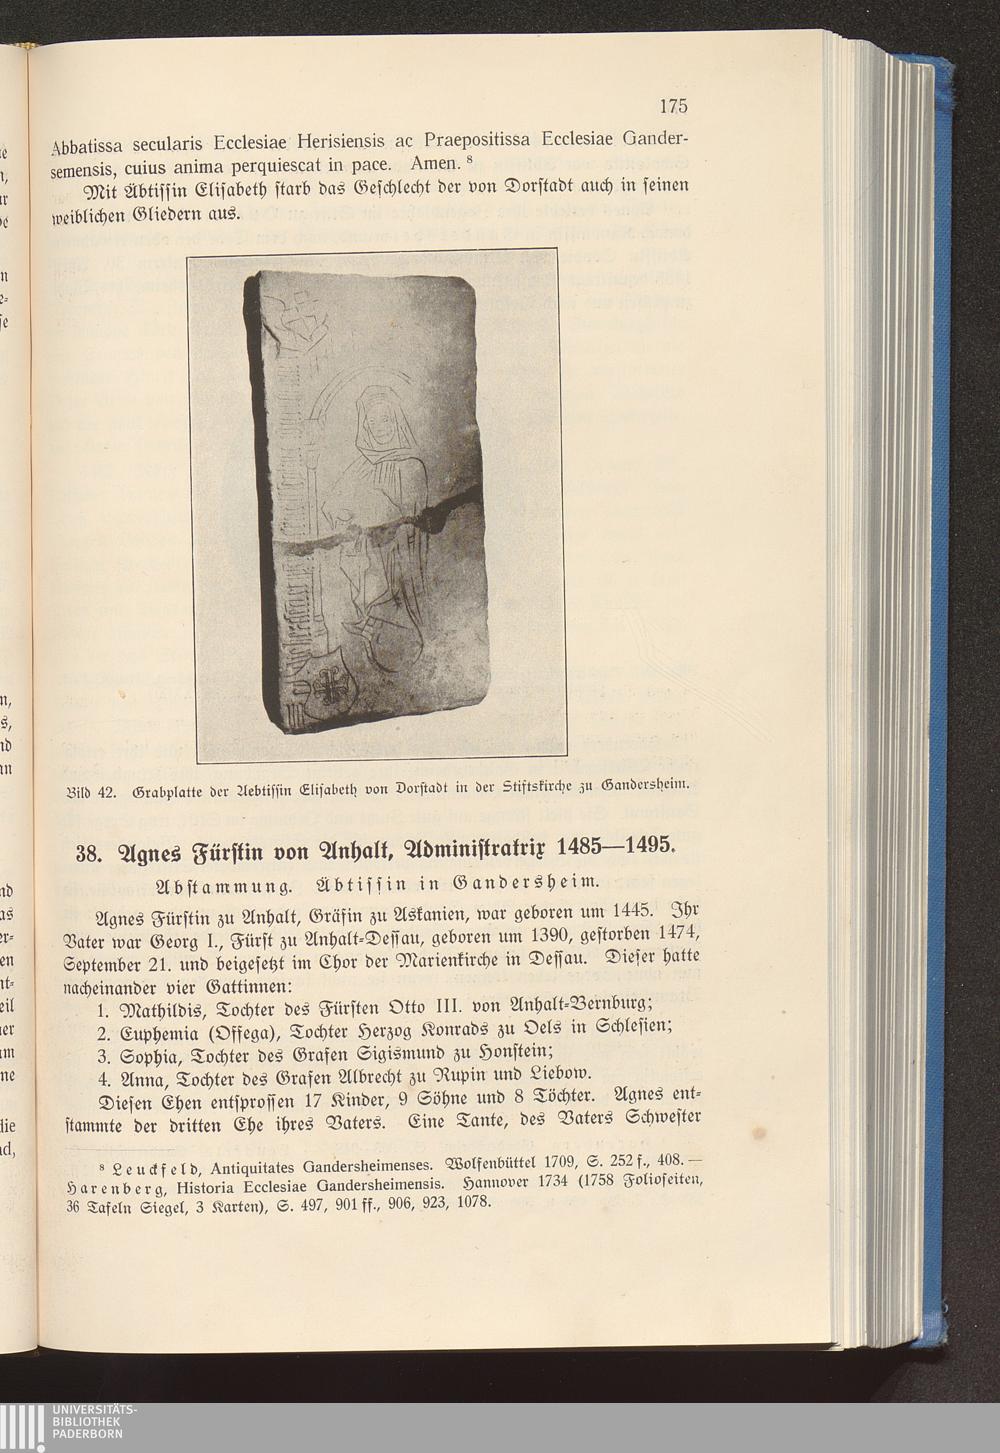 175
Abbatissa secularis Ecclesiae Herisiensis ac Praepositissa Ecclesiae Gander-
semensis, cuius anima perquiescat in pace. Amen. ⁸
Mit Äbtissin Elisabeth starb das Geschlecht der von Dorstadt auch in seinen
weiblichen Gliedern aus.
Bild 42. Grabplatte der Aebtissin Elisabeth von Dorstadt in der Stiftskirche zu Gandersheim.
38. Agnes Fürstin von Anhalt, Administratrix 1485—1495.
Abstammung. Äbtissin in Gandersheim.
Agnes Fürstin zu Anhalt, Gräfin zu Askanien, war geboren um 1445. Ihr
Vater war Georg I., Fürst zu Anhalt-Dessau, geboren um 1390, gestorben 1474,
September 21. und beigesetzt im Chor der Marienkirche in Dessau. Dieser hatte
nacheinander vier Gattinnen:
1. Mathildis, Tochter des Fürsten Otto III. von Anhalt-Bernburg;
2. Euphemia (Offega), Tochter Herzog Konrads zu Oels in Schlesien;
3. Sophia, Tochter des Grafen Sigismund zu Honstein;
4. Anna, Tochter des Grafen Albrecht zu Rupin und Liebow.
Diesen Ehen entsprossen 17 Kinder, 9 Söhne und 8 Töchter. Agnes ent-
stammte der dritten Ehe ihres Vaters. Eine Tante, des Vaters Schwester
⁸ Leuckfeld, Antiquitates Gandersheimenses. Wolfenbüttel 1709, S. 252 f., 408. —
Harenberg, Historia Ecclesiae Gandersheimensis. Hannover 1734 (1758 Folioseiten,
36 Tafeln Siegel, 3 Karten), S. 497, 901 ff., 906, 923, 1078.
UNIVERSITÄTS-
BIBLIOTHEK
PADERBORN